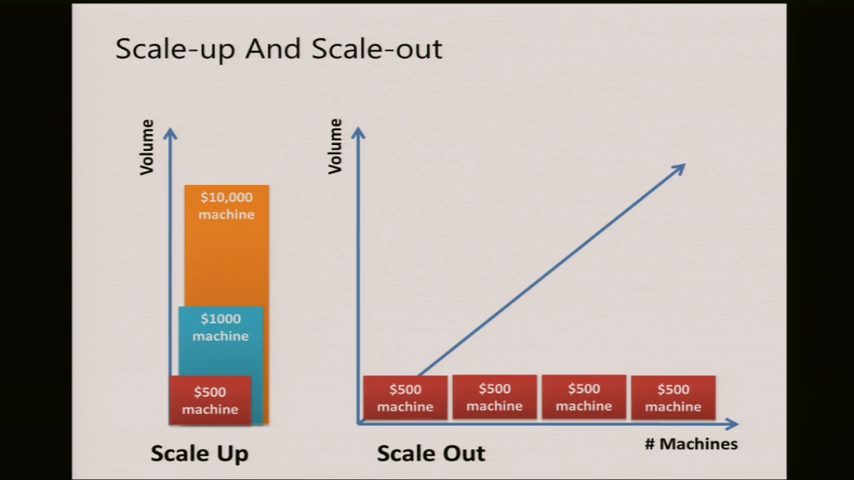 Scale-up And Scale-out
Volume
$10,000
machine
$1000
machine
$500
machine
Scale Up
Volume
$500
machine
$500
machine
$500
machine
$500
machine
# Machines
Scale Out